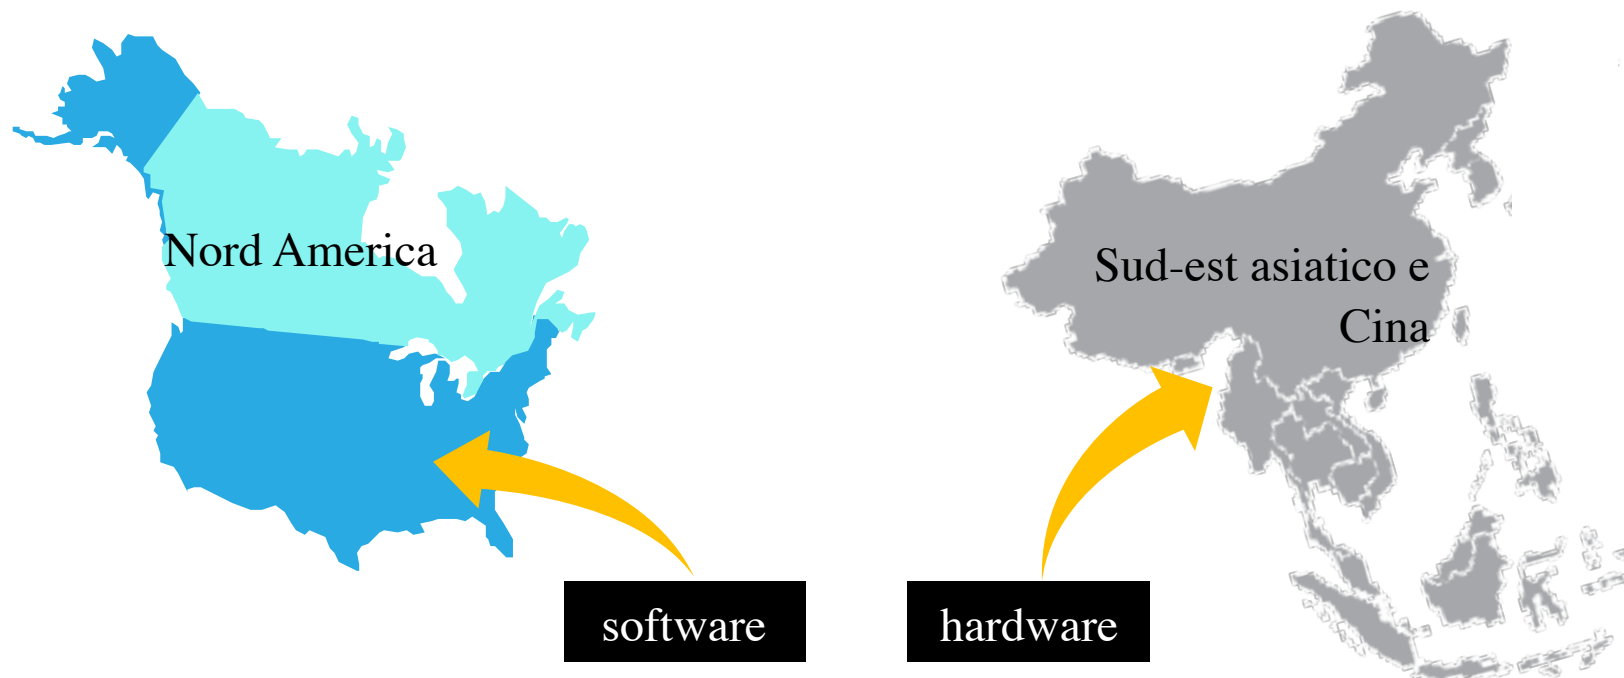 Nord America
Sud-est asiatico e
Cina
software
hardware